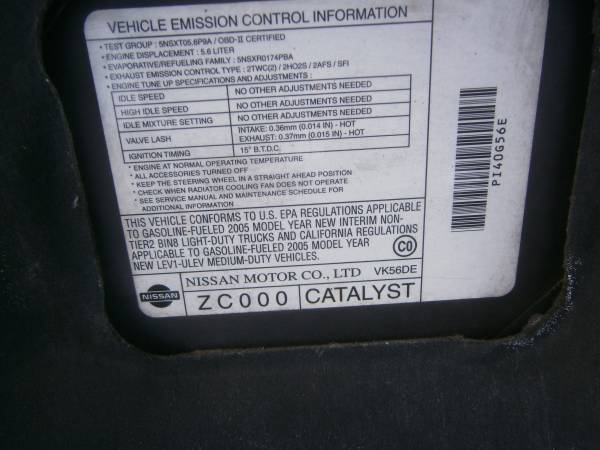 VEHICLE EMISSION CONTROL INFORMATION
• TEST GROUP : 5NSXT05.6P9A / OBD-II CERTIFIED
• ENGINE DISPLACEMENT : 5.6 LITER
• EVAPORATIVE/REFUELING FAMILY : 5NSXR0174PBA
• EXHAUST EMISSION CONTROL TYPE : 2TWC(2) / 2HO2S / 2AFS / SFI
• ENGINE TUNE UP SPECIFICATIONS AND ADJUSTMENTS :
IDLE SPEED NO OTHER ADJUSTMENTS NEEDED
HIGH IDLE SPEED NO OTHER ADJUSTMENTS NEEDED
IDLE MIXTURE SETTING NO OTHER ADJUSTMENTS NEEDED
VALVE LASH INTAKE: 0.36mm (0.014 IN) - HOT
EXHAUST: 0.37mm (0.015 IN) - HOT
IGNITION TIMING 15° B.T.D.C.
* ENGINE AT NORMAL OPERATING TEMPERATURE
* ALL ACCESSORIES TURNED OFF
* KEEP THE STEERING WHEEL IN A STRAIGHT AHEAD POSITION
* CHECK WHEN RADIATOR COOLING FAN DOES NOT OPERATE
* SEE SERVICE MANUAL AND MAINTENANCE SCHEDULE FOR
ADDITIONAL INFORMATION
THIS VEHICLE CONFORMS TO U.S. EPA REGULATIONS APPLICABLE
TO GASOLINE-FUELED 2005 MODEL YEAR NEW INTERIM NON-
TIER2 BIN8 LIGHT-DUTY TRUCKS AND CALIFORNIA REGULATIONS
APPLICABLE TO GASOLINE-FUELED 2005 MODEL YEAR
NEW LEV1-ULEV MEDIUM-DUTY VEHICLES.
CO
NISSAN
NISSAN MOTOR CO., LTD VK56DE
ZC000 CATALYST
PI40G56E